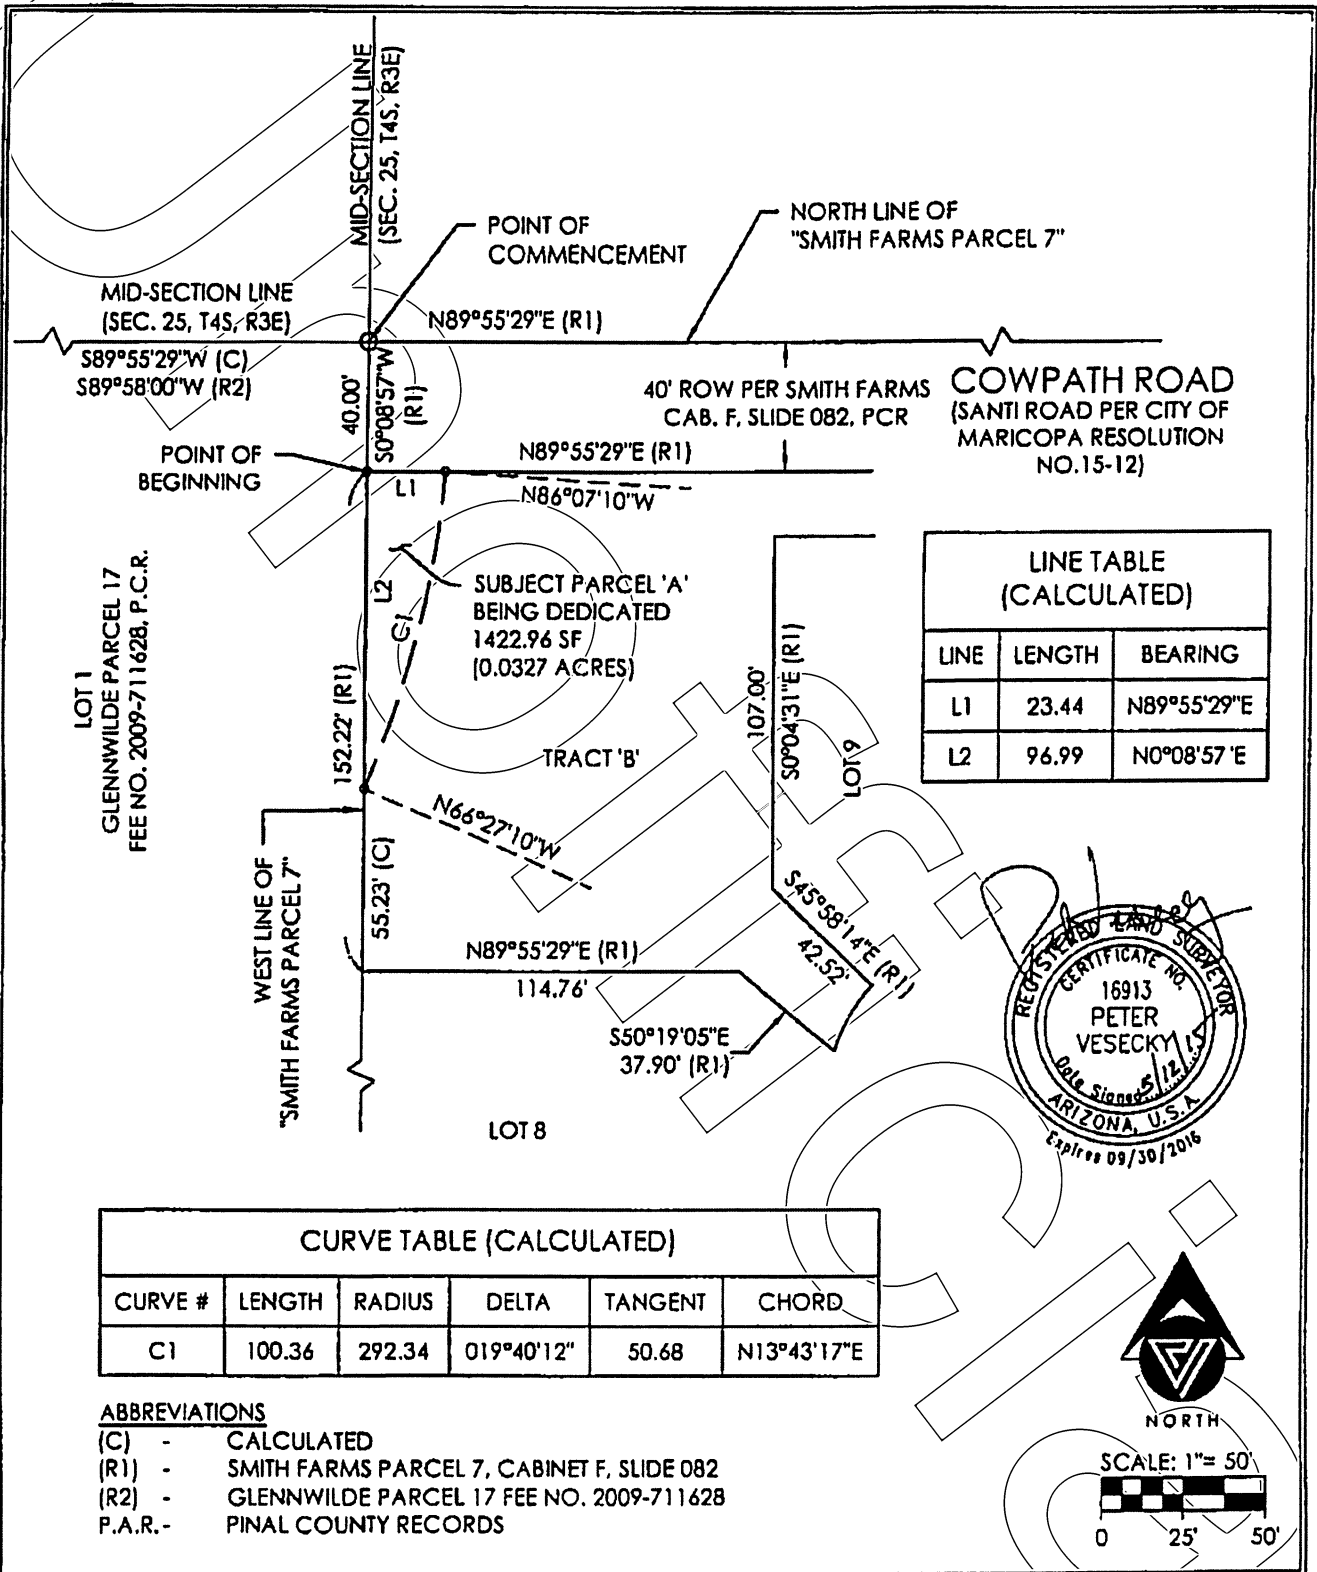 MID-SECTION LINE
(SEC. 25, T4S, R3E)
POINT OF
COMMENCEMENT
NORTH LINE OF
"SMITH FARMS PARCEL 7"
MID-SECTION LINE
(SEC. 25, T4S, R3E)
N89°55'29"E (R1)
S89°55'29"W (C)
S89°58'00"W (R2)
40.00'
S0°08'57"W
(R1)
40' ROW PER SMITH FARMS
CAB. F, SLIDE 082, PCR
COWPATH ROAD
(SANTI ROAD PER CITY OF
MARICOPA RESOLUTION
NO.15-12)
POINT OF
BEGINNING
N89°55'29"E (R1)
L1
N86°07'10"W
LOT 1
GLENNWILDE PARCEL 17
FEE NO. 2009-711628, P.C.R.
L2
C1
SUBJECT PARCEL 'A'
BEING DEDICATED
1422.96 SF
(0.0327 ACRES)
152.22' (R1)
TRACT 'B'
107.00'
S0°04'31"E (R1)
LOT 9
LINE TABLE
(CALCULATED)
LINE LENGTH BEARING
L1 23.44 N89°55'29"E
L2 96.99 N0°08'57'E
N66°27'10"W
WEST LINE OF
"SMITH FARMS PARCEL 7"
55.23' (C)
S45°58'14"E (R1)
42.52'
N89°55'29"E (R1)
114.76'
S50°19'05"E
37.90' (R1)
LOT 8
REGISTERED LAND SURVEYOR
CERTIFICATE NO.
16913
PETER
VESECKY
Date Signed 5/12/15
ARIZONA, U.S.A.
Expires 09/30/2016
CURVE TABLE (CALCULATED)
CURVE # LENGTH RADIUS DELTA TANGENT CHORD
C1 100.36 292.34 019°40'12" 50.68 N13°43'17"E
ABBREVIATIONS
(C) - CALCULATED
(R1) - SMITH FARMS PARCEL 7, CABINET F, SLIDE 082
(R2) - GLENNWILDE PARCEL 17 FEE NO. 2009-711628
P.A.R.- PINAL COUNTY RECORDS
NORTH
SCALE: 1"= 50'
0 25' 50'